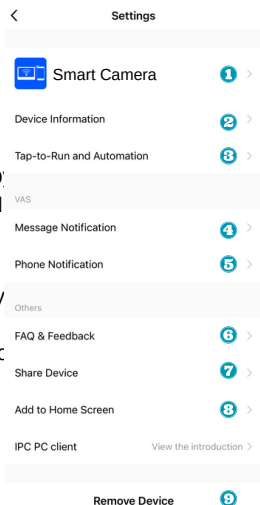 Settings
Smart Camera 1
Device Information 2
Tap-to-Run and Automation 3
VAS
Message Notification 4
Phone Notification 5
Others
FAQ & Feedback 6
Share Device 7
Add to Home Screen 8
IPC PC client View the introduction
Remove Device 9